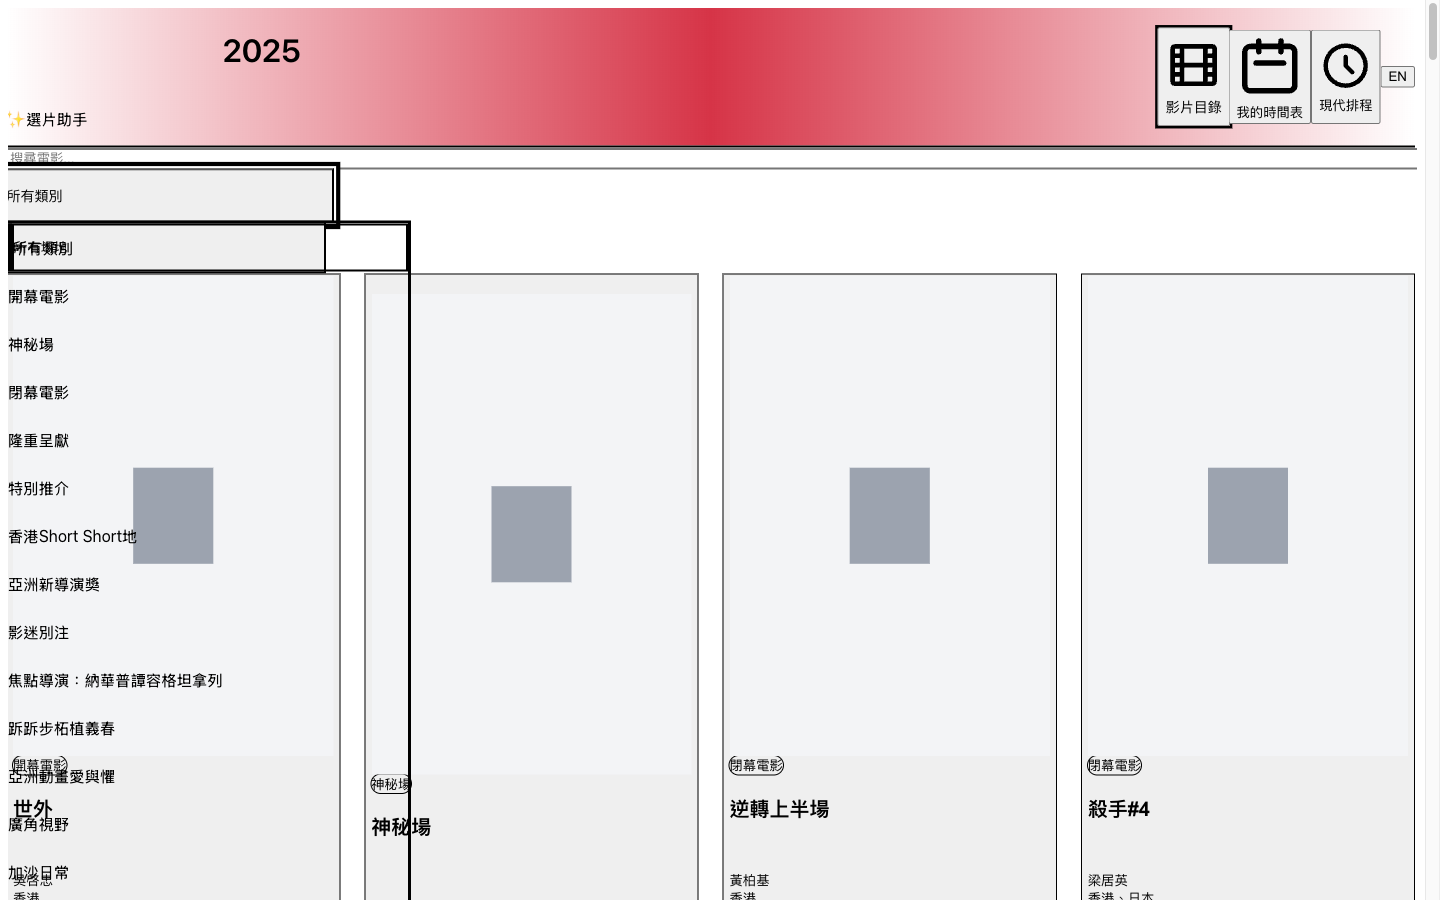 2025
影片目錄
我的時間表
現代排程
EN
✨選片助手
搜尋電影
所有類別
所有類別
開幕電影
神秘場
閉幕電影
隆重呈獻
特別推介
香港Short Short地
亞洲新導演獎
影迷別注
焦點導演：納華普譚容格坦拿列
跅跅步柘植義春
開幕電影
神秘場
閉幕電影
閉幕電影
亞洲動畫愛與懼
世外
神秘場
逆轉上半場
殺手#4
廣角視野
加沙日常
吳啓忠
黃柏基
梁居英
香港
香港
香港、日本